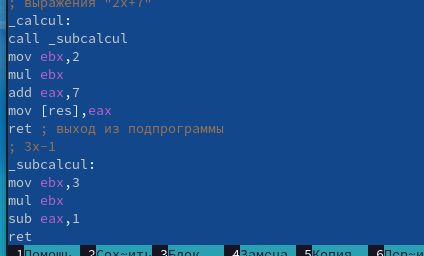 ; выражения "2x+7"
_calcul:
call _subcalcul
mov ebx,2
mul ebx
add eax,7
mov [res],eax
ret ; выход из подпрограммы
; 3x-1
_subcalcul:
mov ebx,3
mul ebx
sub eax,1
ret
1Помощь 2Сох~ить 3Блок 4Замена 5Копия 6Пер~и